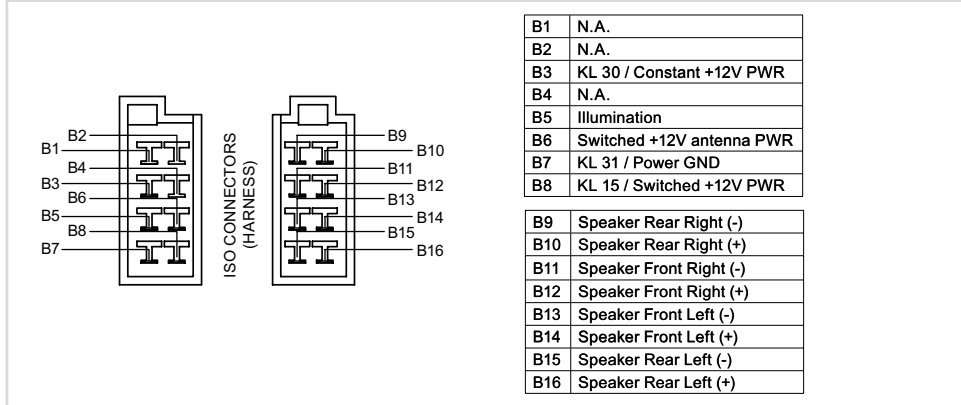 B2
B1
B4
B3
B6
B5
B8
B7
ISO CONNECTORS
(HARNESS)
B9
B10
B11
B12
B13
B14
B15
B16
B1 N.A.
B2 N.A.
B3 KL 30 / Constant +12V PWR
B4 N.A.
B5 Illumination
B6 Switched +12V antenna PWR
B7 KL 31 / Power GND
B8 KL 15 / Switched +12V PWR
B9 Speaker Rear Right (-)
B10 Speaker Rear Right (+)
B11 Speaker Front Right (-)
B12 Speaker Front Right (+)
B13 Speaker Front Left (-)
B14 Speaker Front Left (+)
B15 Speaker Rear Left (-)
B16 Speaker Rear Left (+)